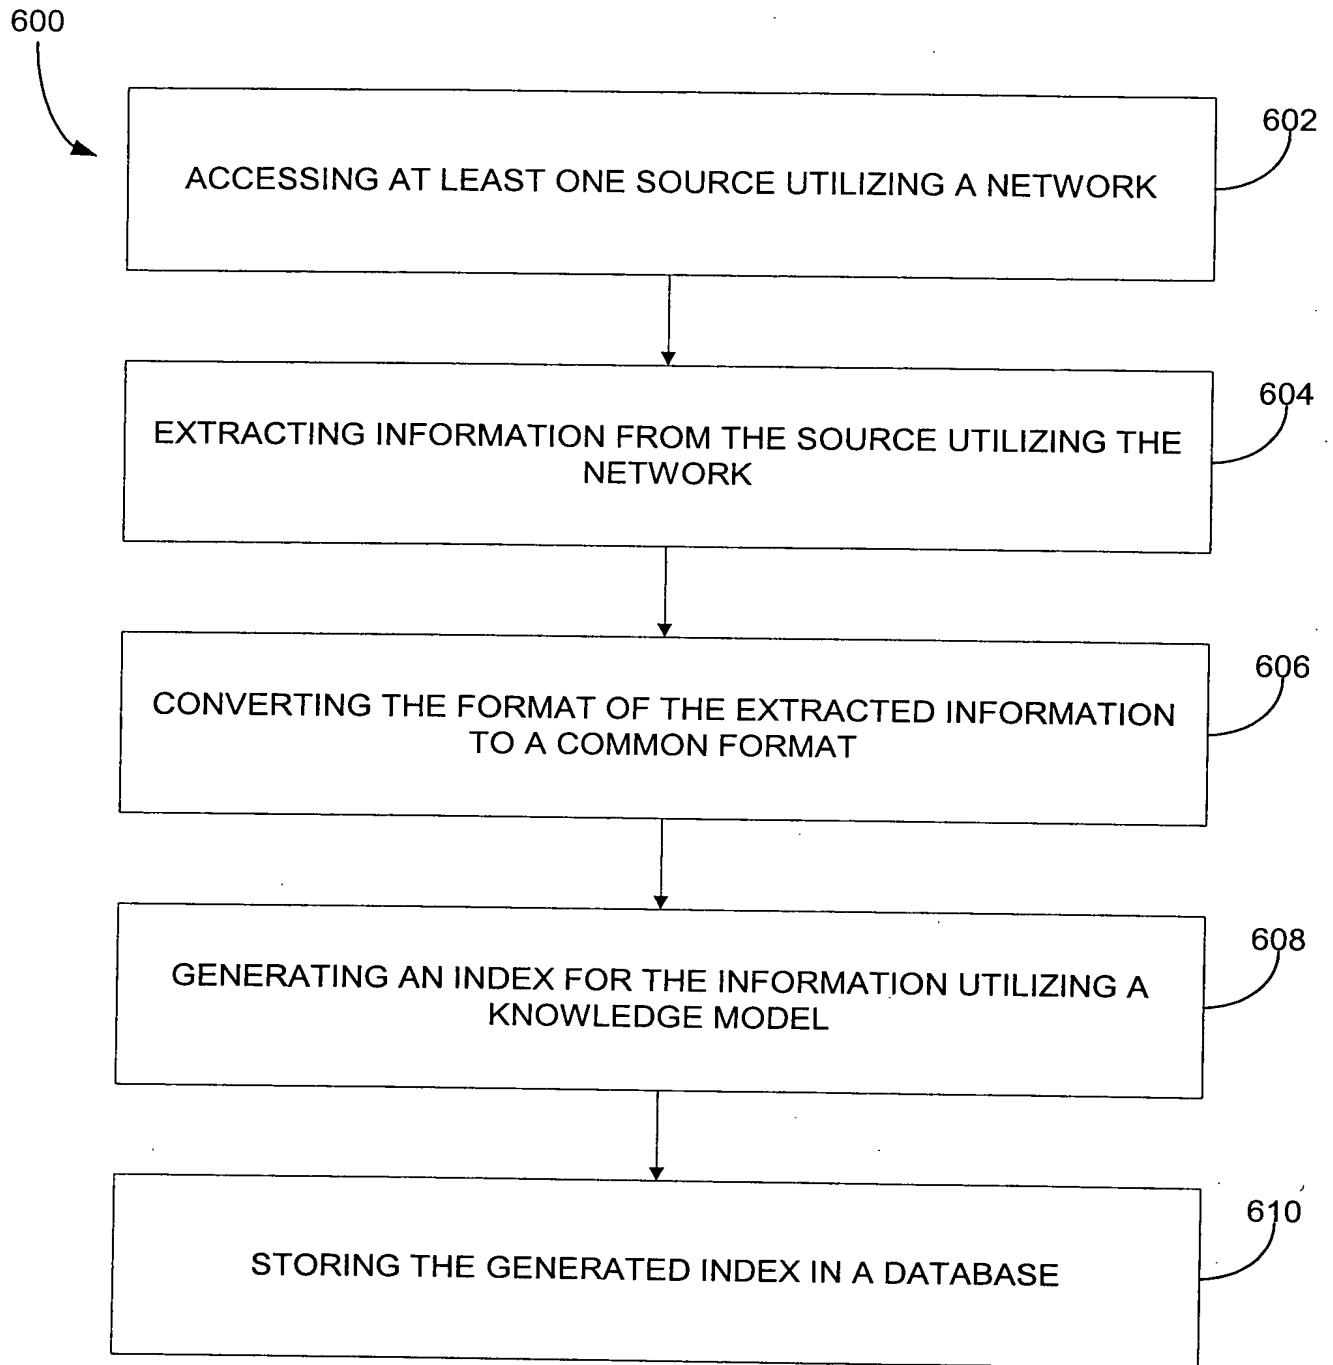 600
602
ACCESSING AT LEAST ONE SOURCE UTILIZING A NETWORK
604
EXTRACTING INFORMATION FROM THE SOURCE UTILIZING THE
NETWORK
606
CONVERTING THE FORMAT OF THE EXTRACTED INFORMATION
TO A COMMON FORMAT
608
GENERATING AN INDEX FOR THE INFORMATION UTILIZING A
KNOWLEDGE MODEL
610
STORING THE GENERATED INDEX IN A DATABASE